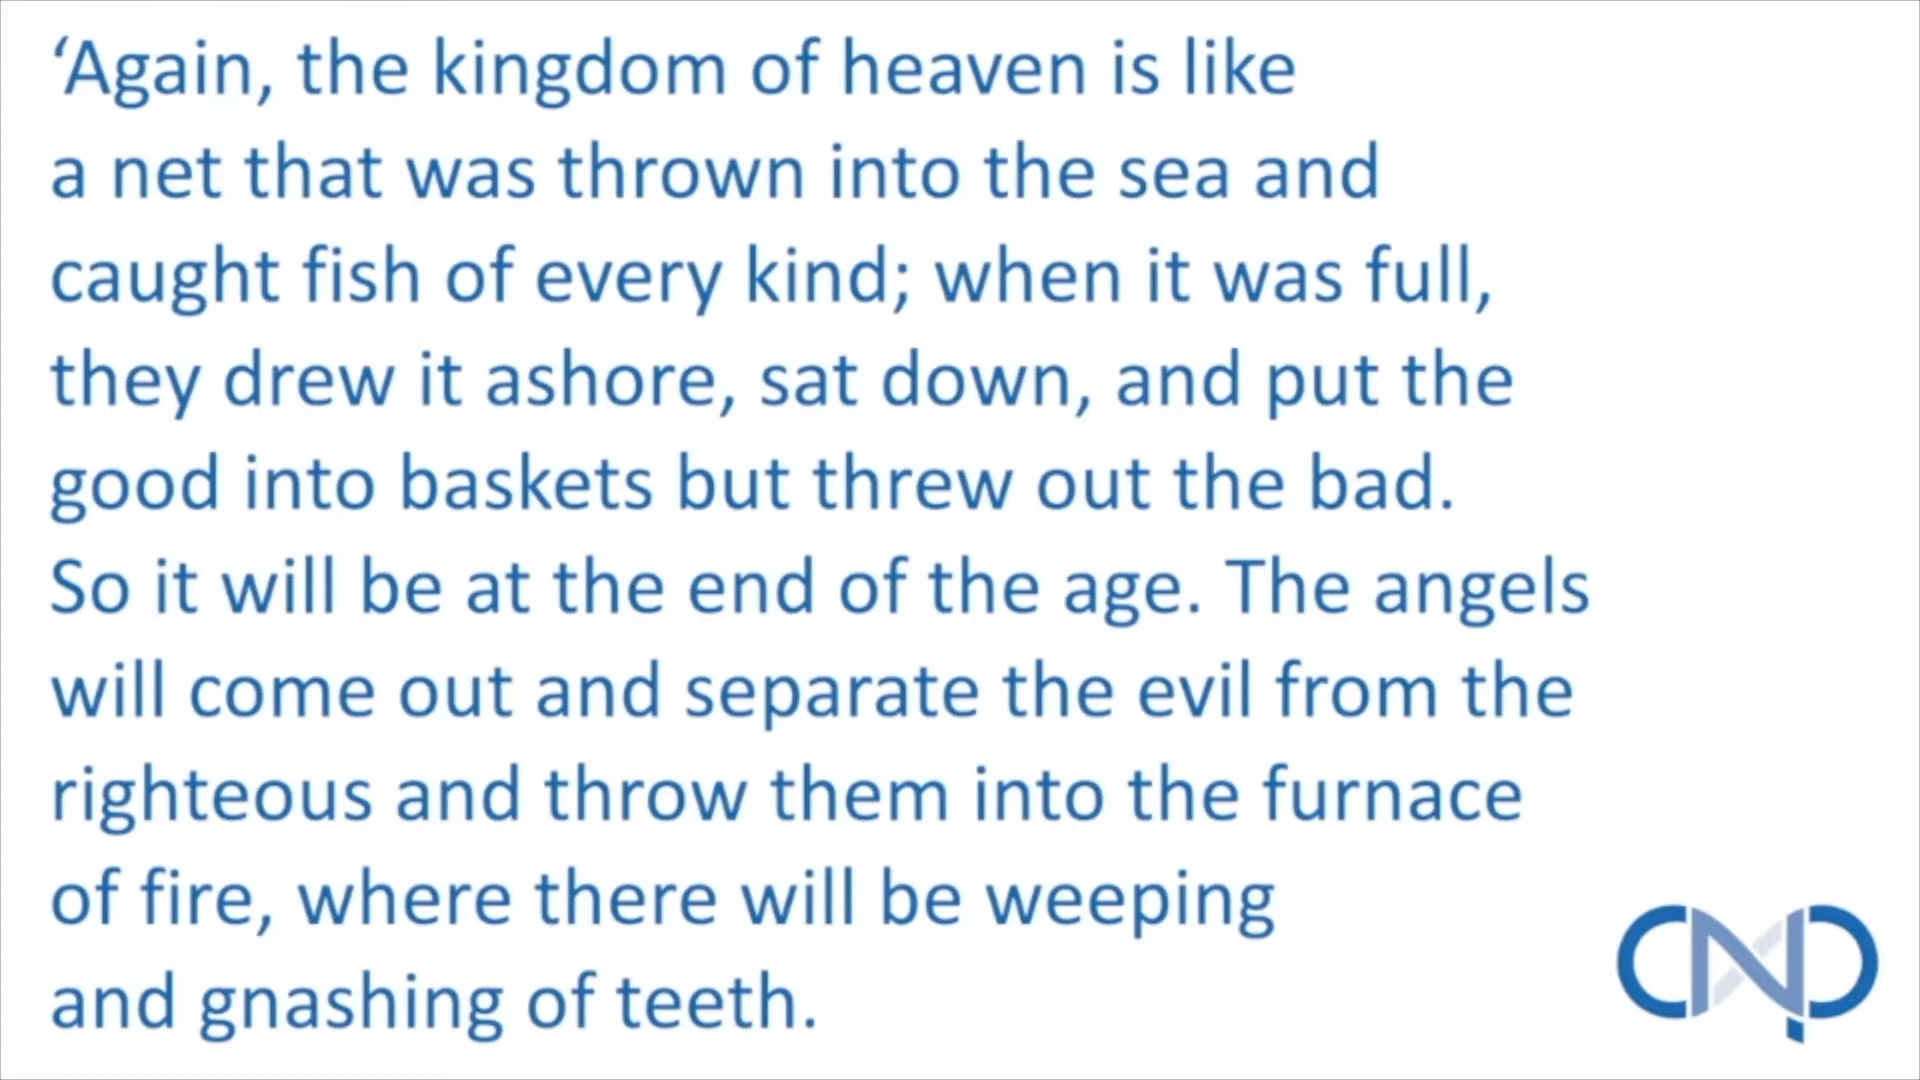 ‘Again, the kingdom of heaven is like
a net that was thrown into the sea and
caught fish of every kind; when it was full,
they drew it ashore, sat down, and put the
good into baskets but threw out the bad.
So it will be at the end of the age. The angels
will come out and separate the evil from the
righteous and throw them into the furnace
of fire, where there will be weeping
and gnashing of teeth.
CNP